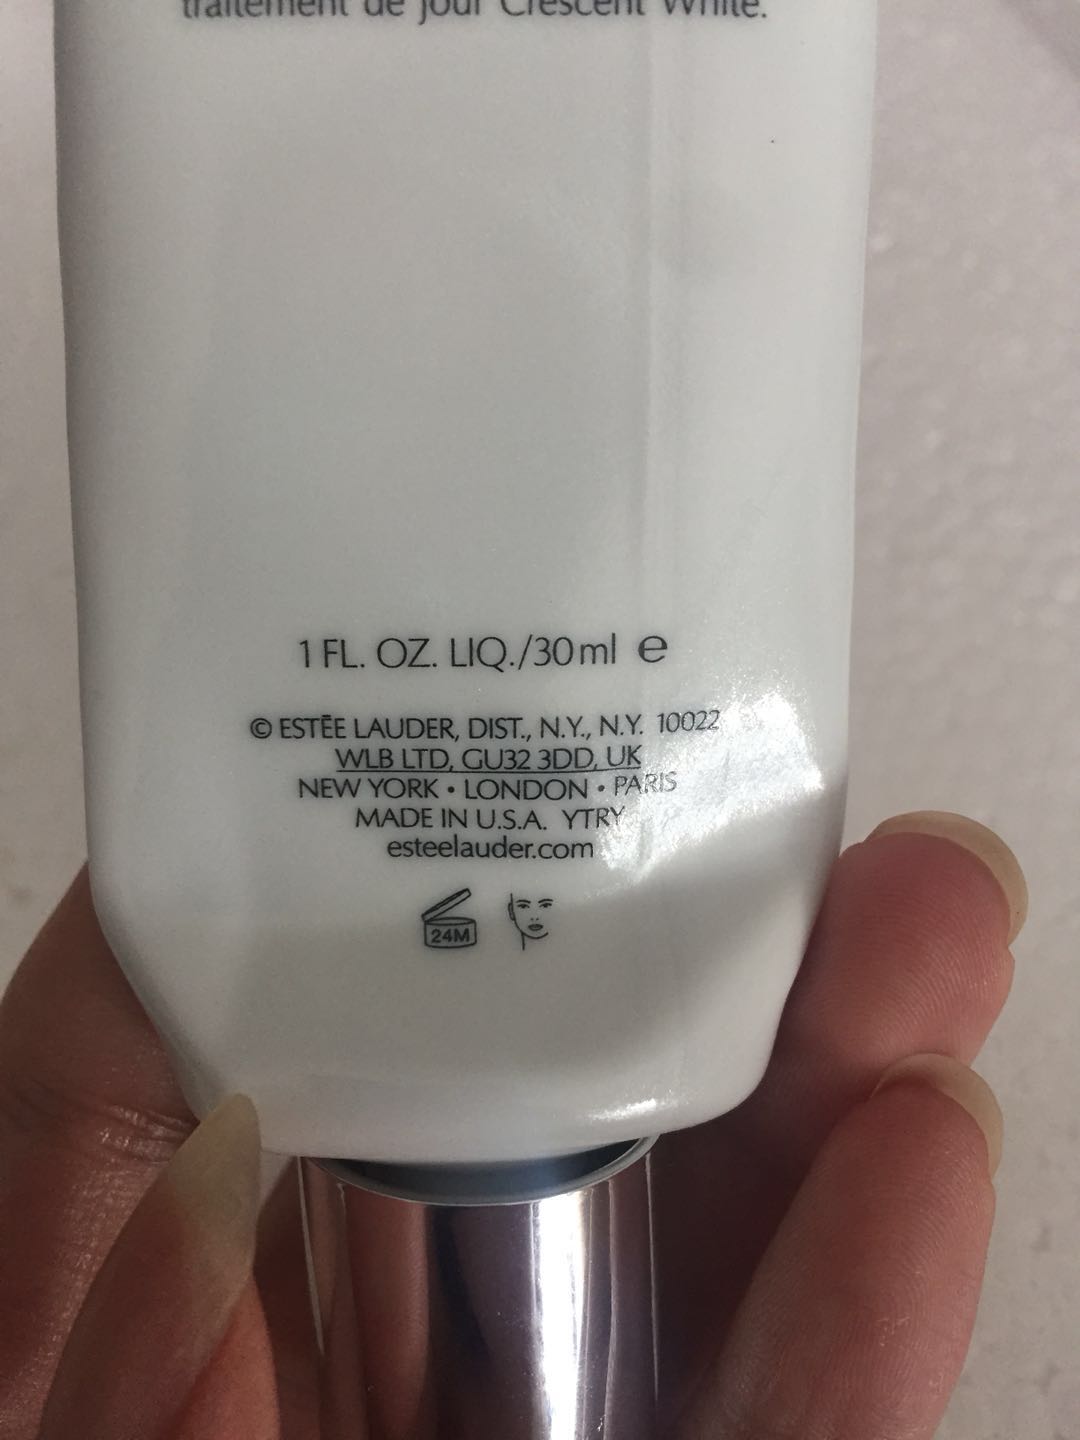 traitement de jour Crescent White.
1 FL. OZ. LIQ./30ml e
© ESTĒE LAUDER, DIST., N.Y., N.Y. 10022
WLB LTD, GU32 3DD, UK
NEW YORK • LONDON • PARIS
MADE IN U.S.A. YTRY
esteelauder.com
24M